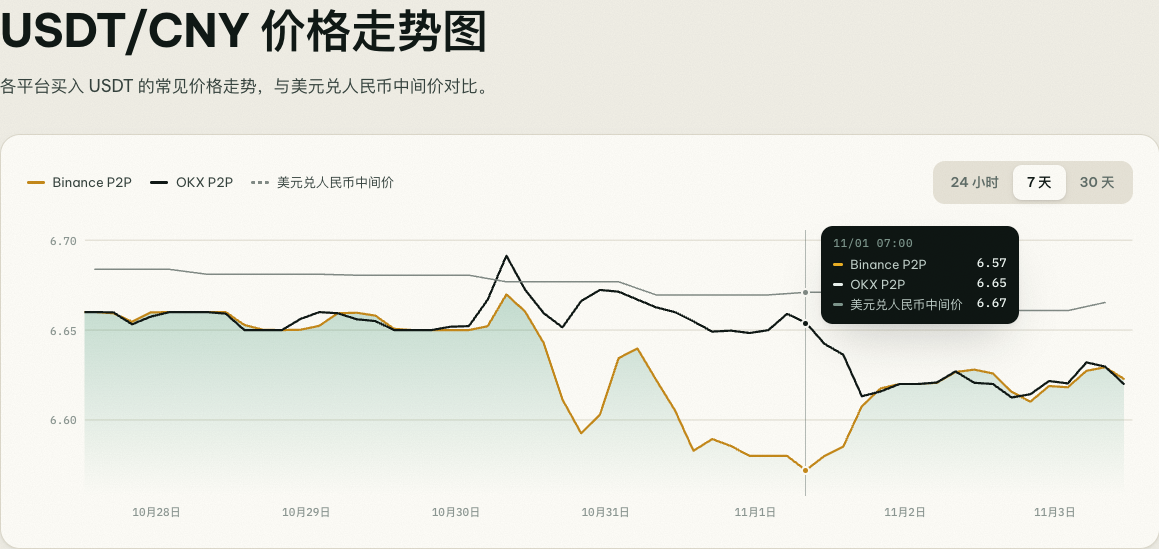 USDT/CNY 价格走势图
各平台买入 USDT 的常见价格走势，与美元兑人民币中间价对比。
Binance P2P OKX P2P 美元兑人民币中间价 24 小时 7 天 30 天
6.70
11/01 07:00
Binance P2P 6.57
OKX P2P 6.65
美元兑人民币中间价 6.67
6.65
6.60
10月28日 10月29日 10月30日 10月31日 11月1日 11月2日 11月3日